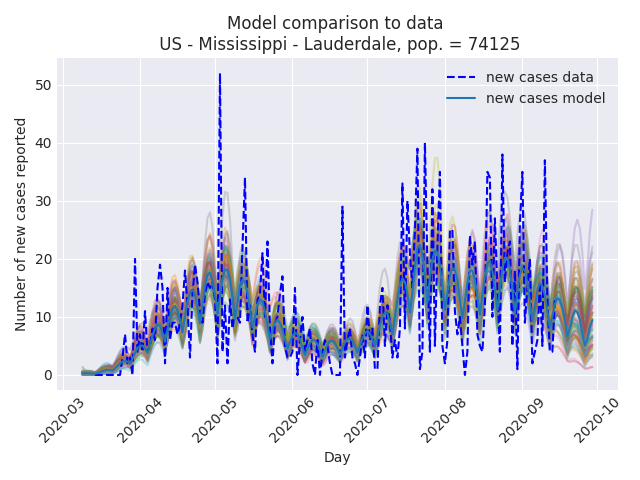 Model comparison to data
US - Mississippi - Lauderdale, pop. = 74125
new cases data
new cases model
Number of new cases reported
50
40
30
20
10
0
2020-03
2020-04
2020-05
2020-06
2020-07
2020-08
2020-09
2020-10
Day